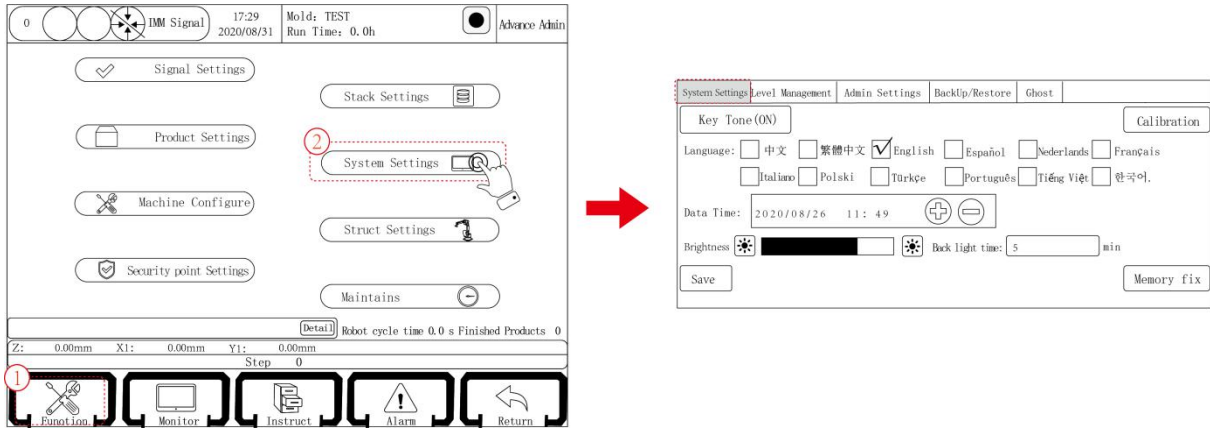 0 IMM Signal 17:29 Mold: TEST Advance Admin
2020/08/31 Run Time: 0.0h
Signal Settings
Stack Settings
Product Settings
2
System Settings
Machine Configure
Struct Settings
Security point Settings
Maintains
Detail Robot cycle time 0.0 s Finished Products 0
Z: 0.00mm X1: 0.00mm Y1: 0.00mm
Step 0
1
Funotion Monitor Instruct Alarm Return
System Settings Level Management Admin Settings BackUp/Restore Ghost
Key Tone(ON) Calibration
Language: 中文 繁體中文 English Español Nederlands Français
Italiano Polski Türkçe Português Tiếng Việt 한국어.
Data Time: 2020/08/26 11: 49
Brightness Back light time: 5 min
Save Memory fix